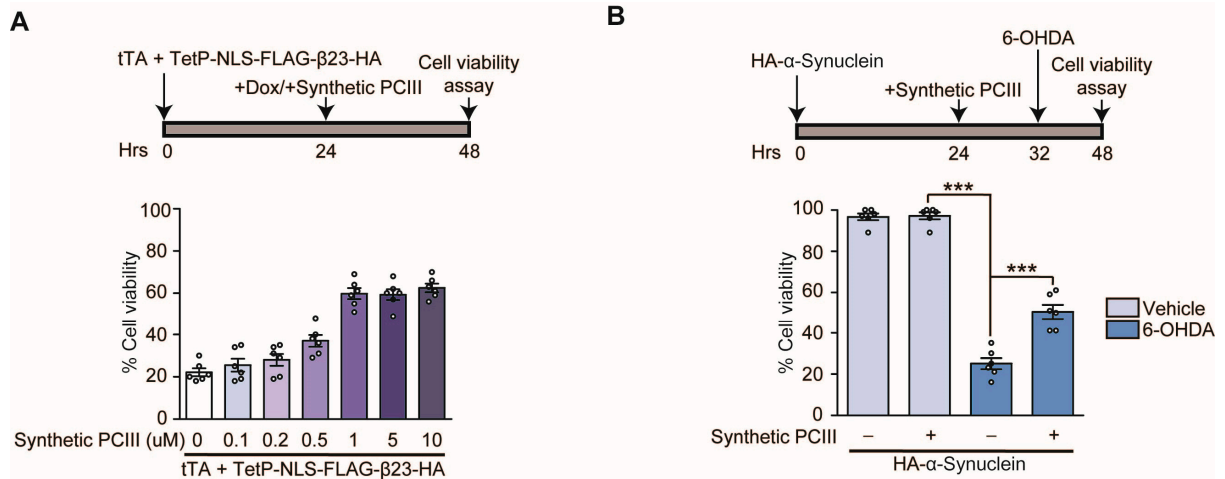 A
tTA + TetP-NLS-FLAG-β23-HA
Cell viability
assay
+Dox/+Synthetic PCIII
Hrs 0 24 48
% Cell viability
100
80
60
40
20
0
Synthetic PCIII (uM) 0 0.1 0.2 0.5 1 5 10
tTA + TetP-NLS-FLAG-β23-HA
B
6-OHDA
HA-α-Synuclein
Cell viability
assay
+Synthetic PCIII
Hrs 0 24 32 48
% Cell viability
100
80
60
40
20
0
***
***
Vehicle
6-OHDA
Synthetic PCIII – + – +
HA-α-Synuclein